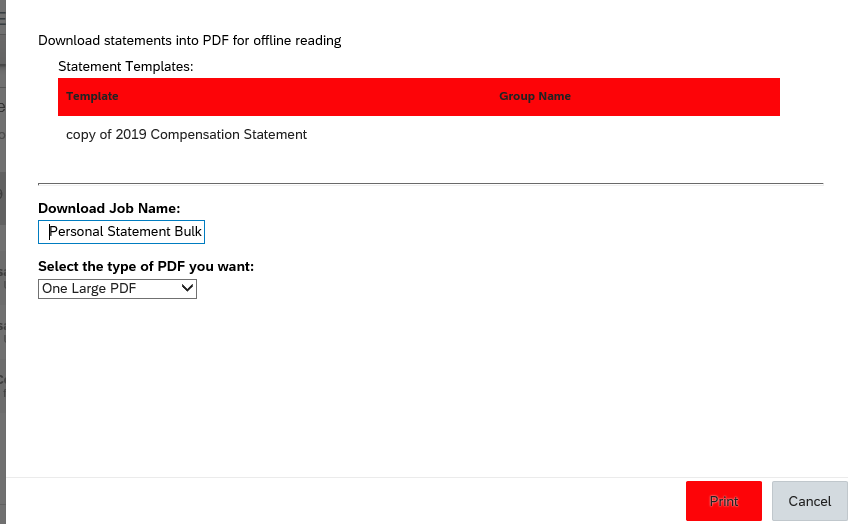 Download statements into PDF for offline reading
Statement Templates:
Template Group Name
copy of 2019 Compensation Statement
Download Job Name:
Personal Statement Bulk
Select the type of PDF you want:
One Large PDF
Print Cancel